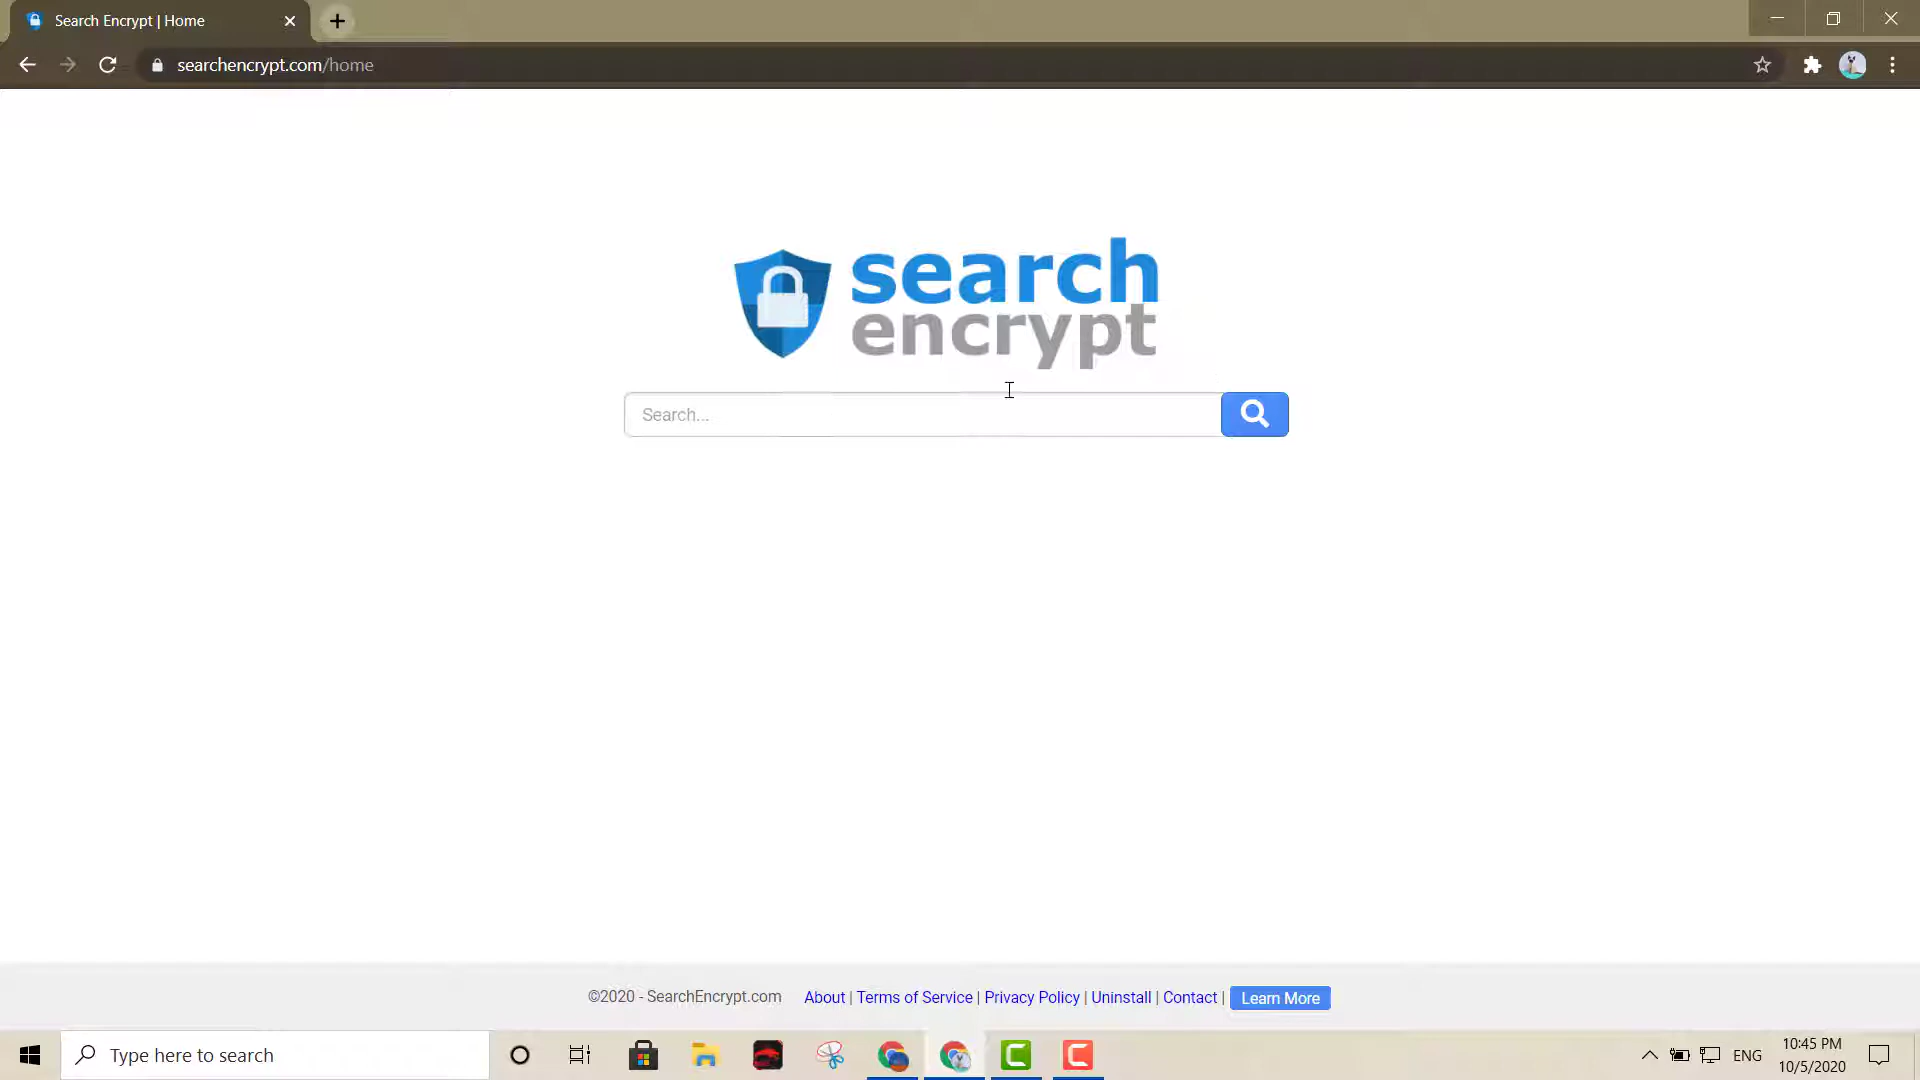 Search Encrypt | Home
searchencrypt.com/home
search
encrypt
Search...
©2020 - SearchEncrypt.com About | Terms of Service | Privacy Policy | Uninstall | Contact | Learn More
Type here to search
ENG
10:45 PM
10/5/2020